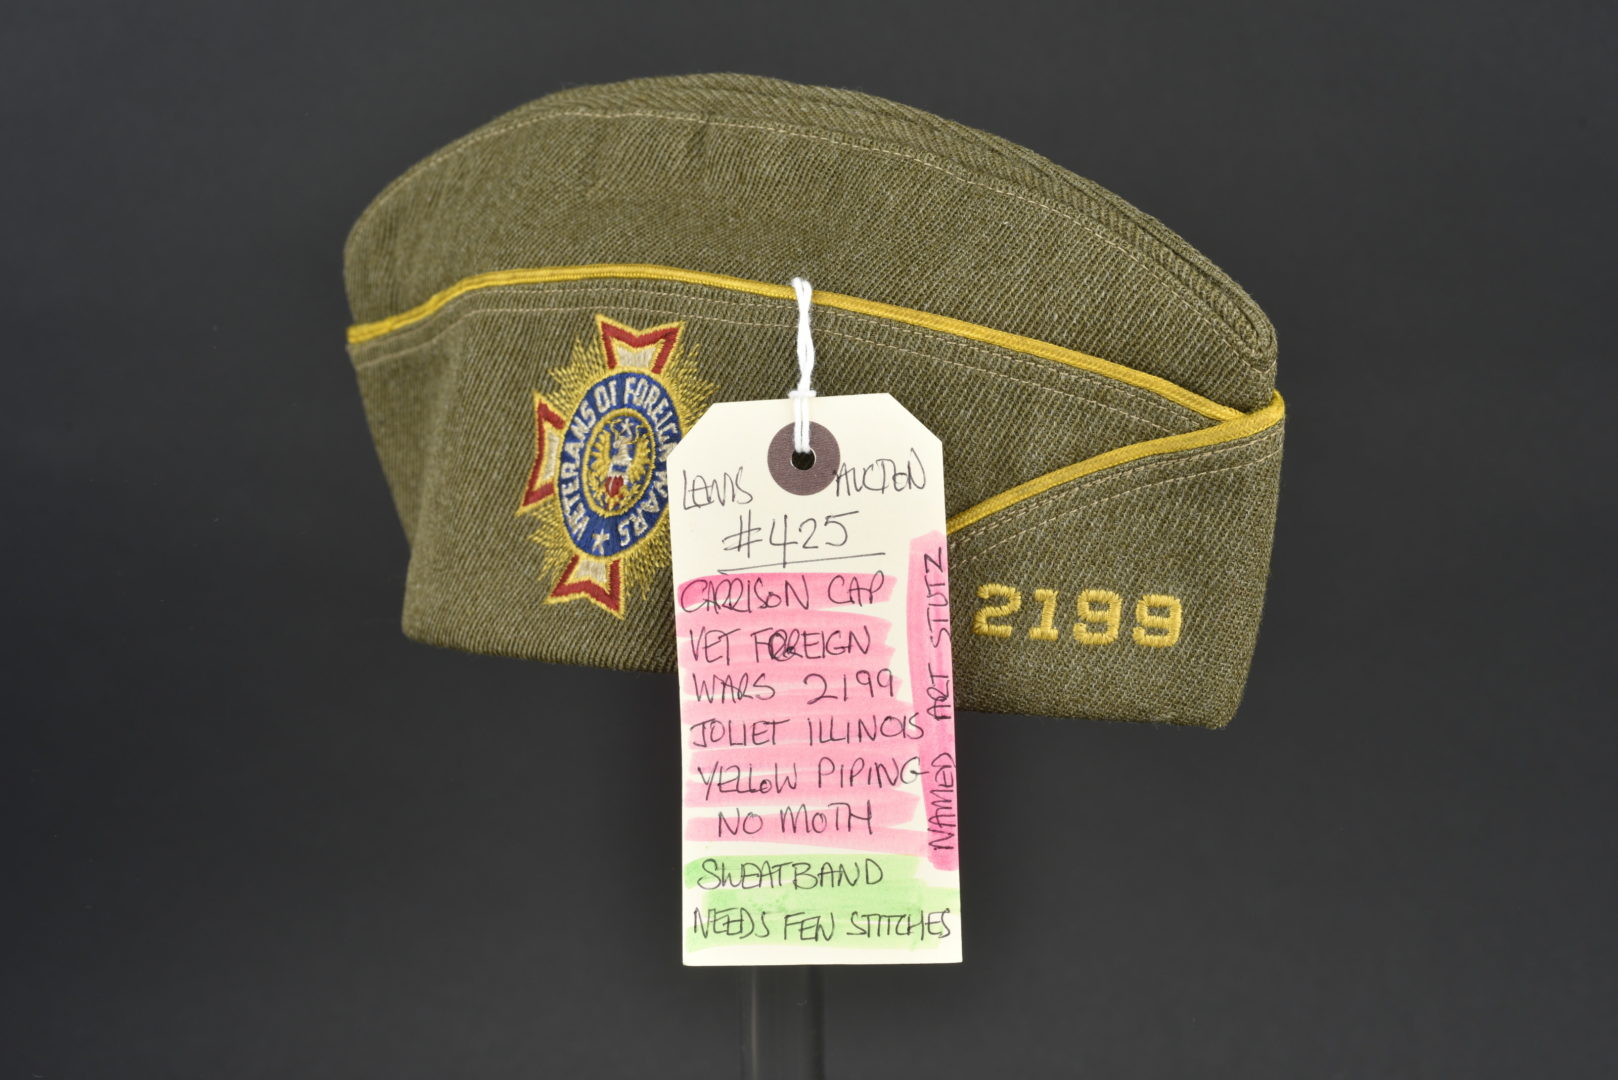 VETERANS OF FOREIGN WARS ★
2199
LEWIS AUCTION
#425
GARRISON CAP
VET FOREIGN
WARS 2199
JOLIET ILLINOIS
YELLOW PIPING
NO MOTH
SWEATBAND
NEEDS FEW STITCHES
NAMED ART STUTZ